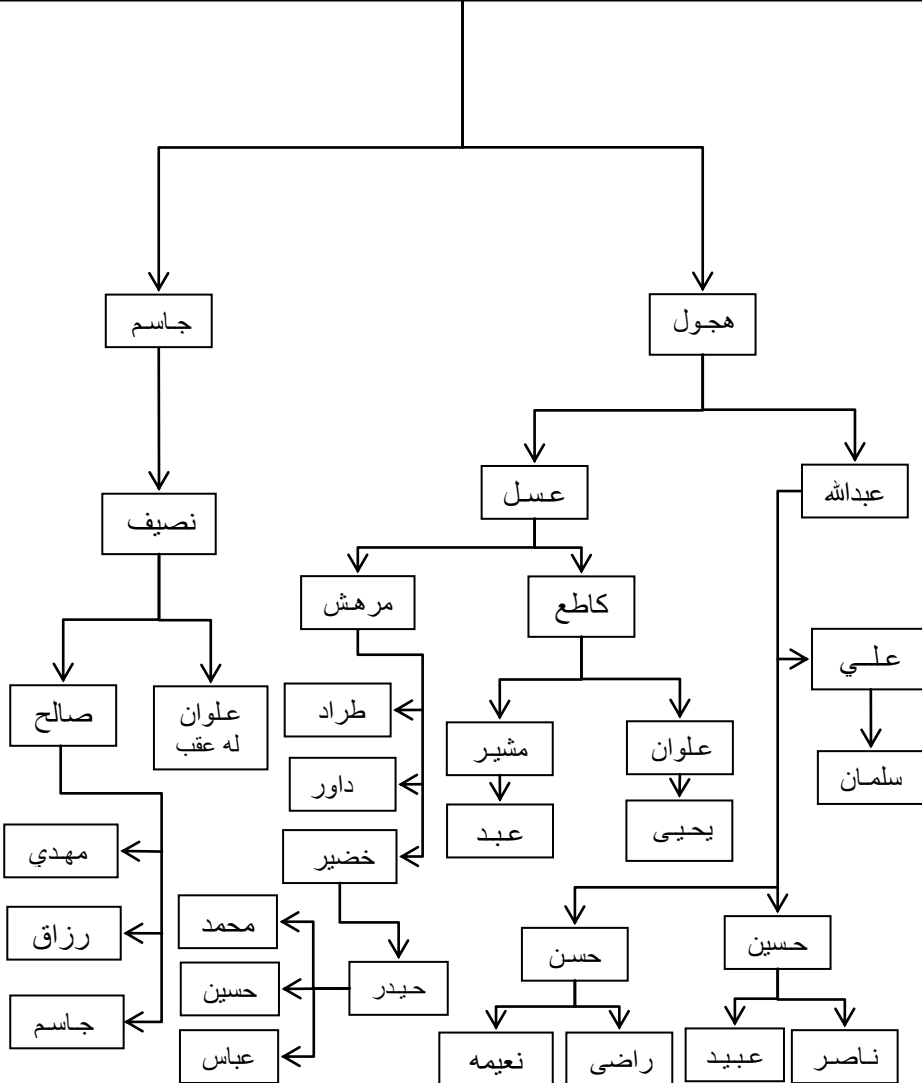 هجول
جاسم
عبدالله
عسل
نصيف
كاطع
مرهش
علي
علوان
مشير
طراد
علوان
له عقب
صالح
سلمان
داور
يحيى
عبد
خضير
مهدي
محمد
رزاق
حسين
حسن
حيدر
حسين
جاسم
عباس
ناصر
عبيد
راضي
نعيمه